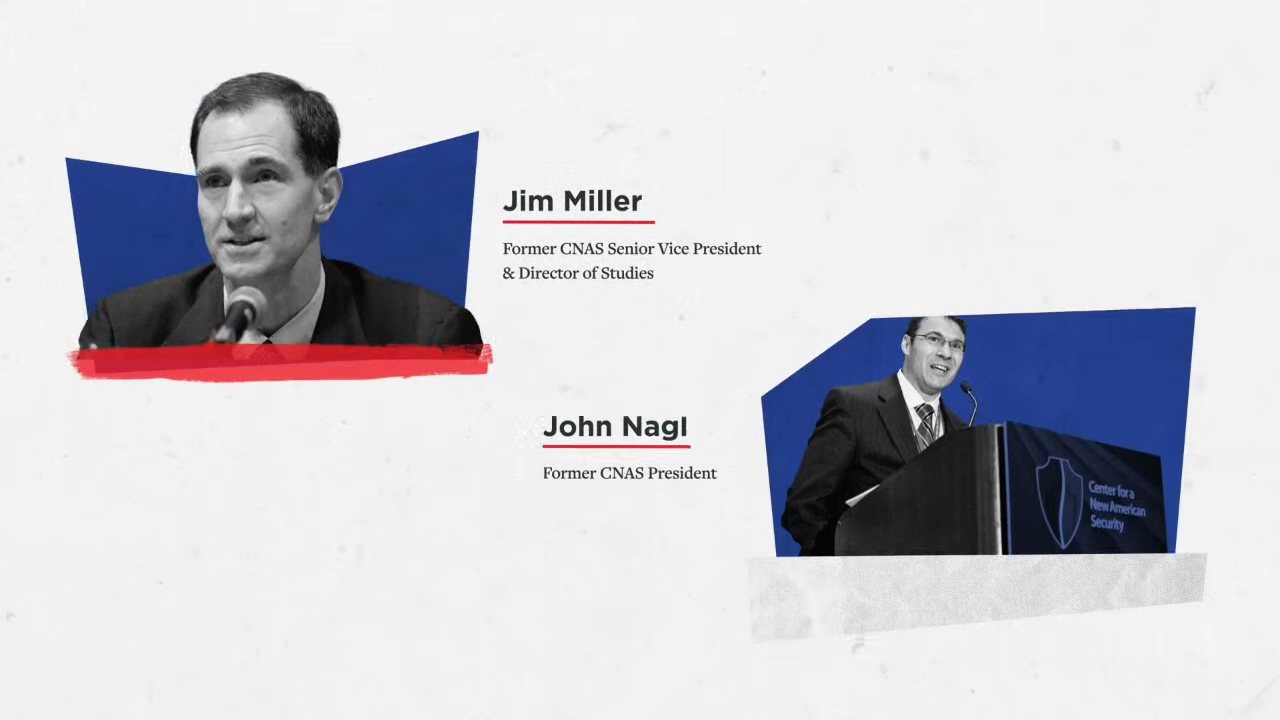 Jim Miller
Former CNAS Senior Vice President
& Director of Studies
John Nagl
Former CNAS President
Center for a
New American
Security